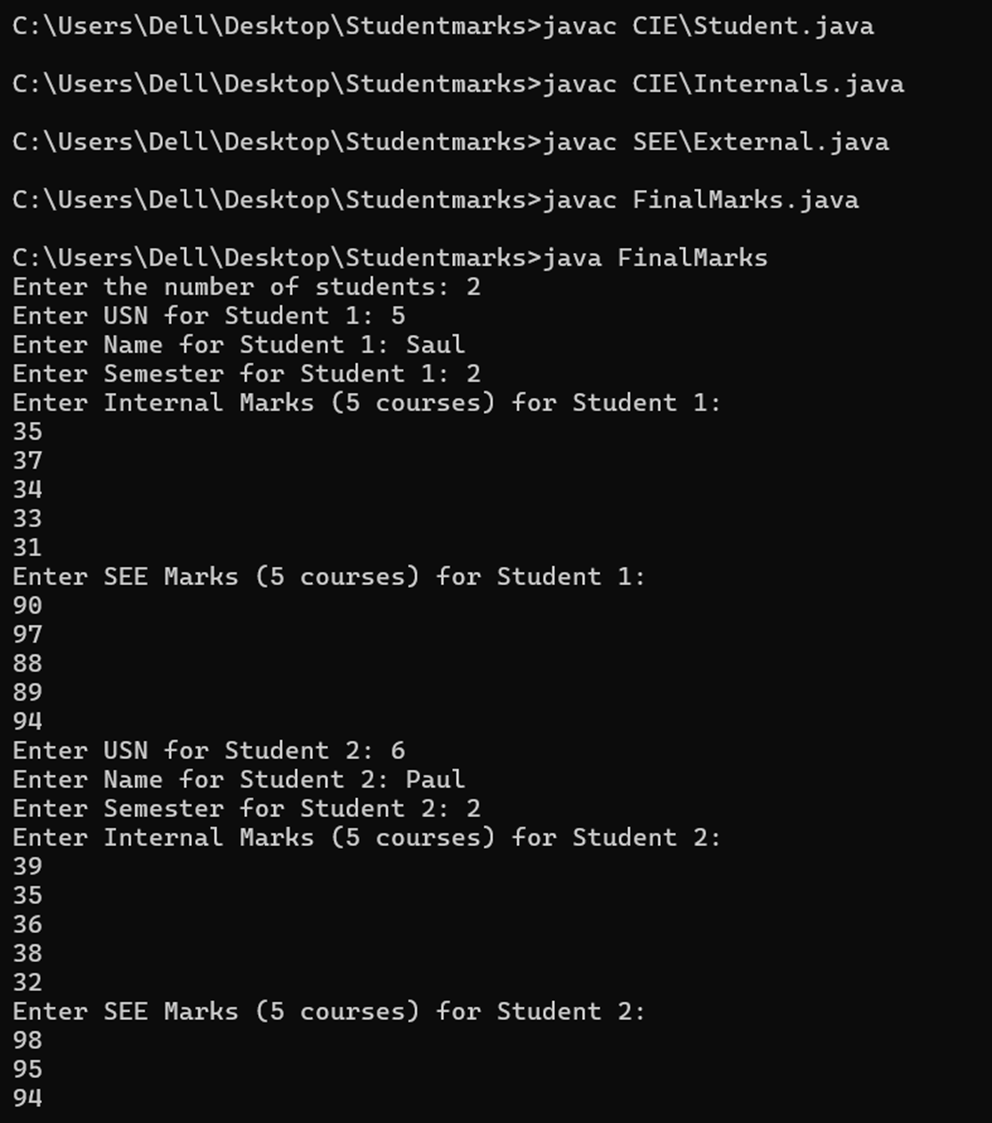 C:\Users\Dell\Desktop\Studentmarks>javac CIE\Student.java
C:\Users\Dell\Desktop\Studentmarks>javac CIE\Internals.java
C:\Users\Dell\Desktop\Studentmarks>javac SEE\External.java
C:\Users\Dell\Desktop\Studentmarks>javac FinalMarks.java
C:\Users\Dell\Desktop\Studentmarks>java FinalMarks
Enter the number of students: 2
Enter USN for Student 1: 5
Enter Name for Student 1: Saul
Enter Semester for Student 1: 2
Enter Internal Marks (5 courses) for Student 1:
35
37
34
33
31
Enter SEE Marks (5 courses) for Student 1:
90
97
88
89
94
Enter USN for Student 2: 6
Enter Name for Student 2: Paul
Enter Semester for Student 2: 2
Enter Internal Marks (5 courses) for Student 2:
39
35
36
38
32
Enter SEE Marks (5 courses) for Student 2:
98
95
94